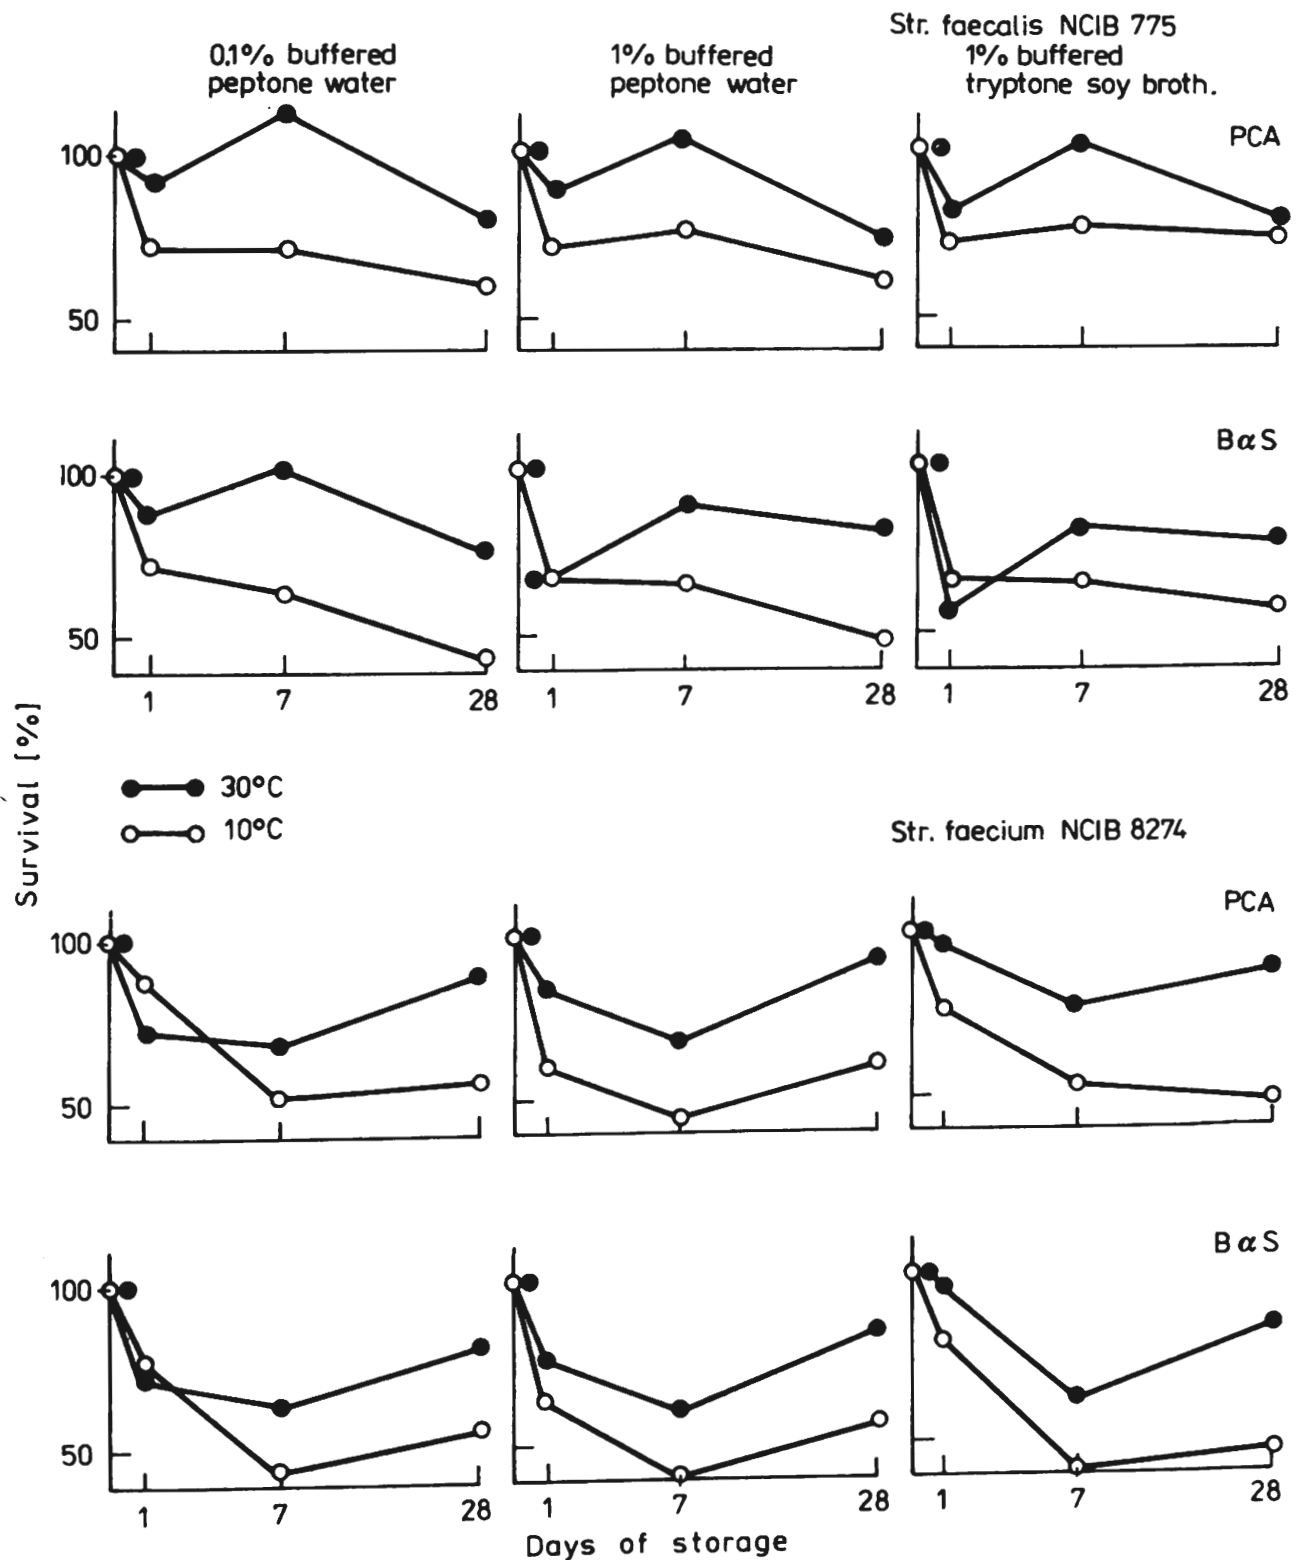 Str. faecalis NCIB 775
0.1% buffered
peptone water
1% buffered
peptone water
1% buffered
tryptone soy broth.
PCA
100
50
BαS
100
50
1 7 28
1 7 28
1 7 28
Survival [%]
30°C
10°C
Str. faecium NCIB 8274
PCA
100
50
BαS
100
50
1 7 28
1 7 28
1 7 28
Days of storage